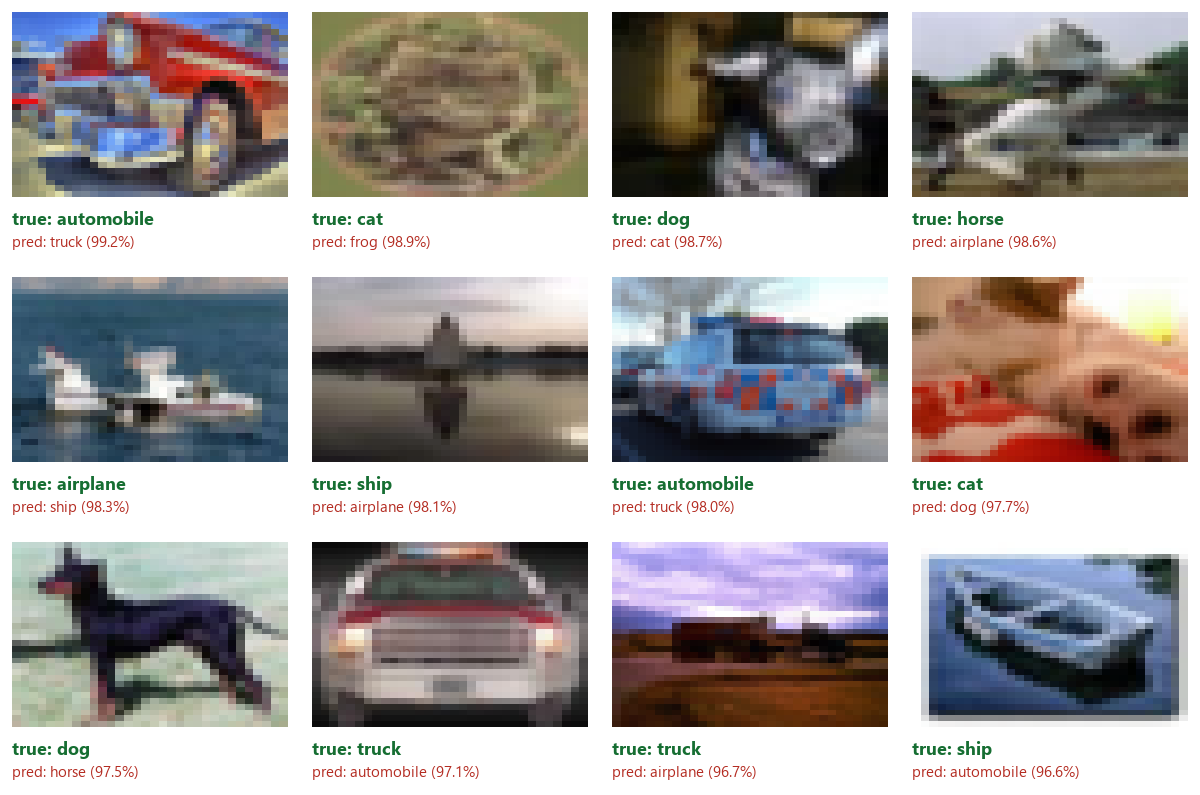 true: automobile
pred: truck (99.2%)
true: cat
pred: frog (98.9%)
true: dog
pred: cat (98.7%)
true: horse
pred: airplane (98.6%)
true: airplane
pred: ship (98.3%)
true: ship
pred: airplane (98.1%)
true: automobile
pred: truck (98.0%)
true: cat
pred: dog (97.7%)
true: dog
pred: horse (97.5%)
true: truck
pred: automobile (97.1%)
true: truck
pred: airplane (96.7%)
true: ship
pred: automobile (96.6%)